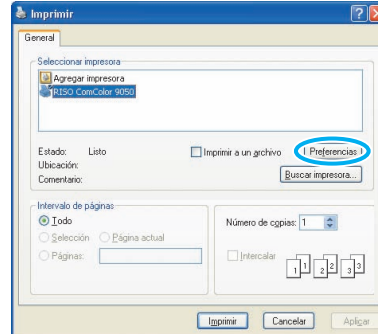 Imprimir
General
Seleccionar impresora
Agregar impresora
RISO ComColor 9050
Estado: Listo
Imprimir a un archivo
Preferencias
Ubicación:
Comentario:
Buscar impresora...
Intervalo de páginas
Todo
Selección Página actual
Páginas:
Número de copias: 1
Intercalar
1 1 2 2 3 3
Imprimir Cancelar Aplicar